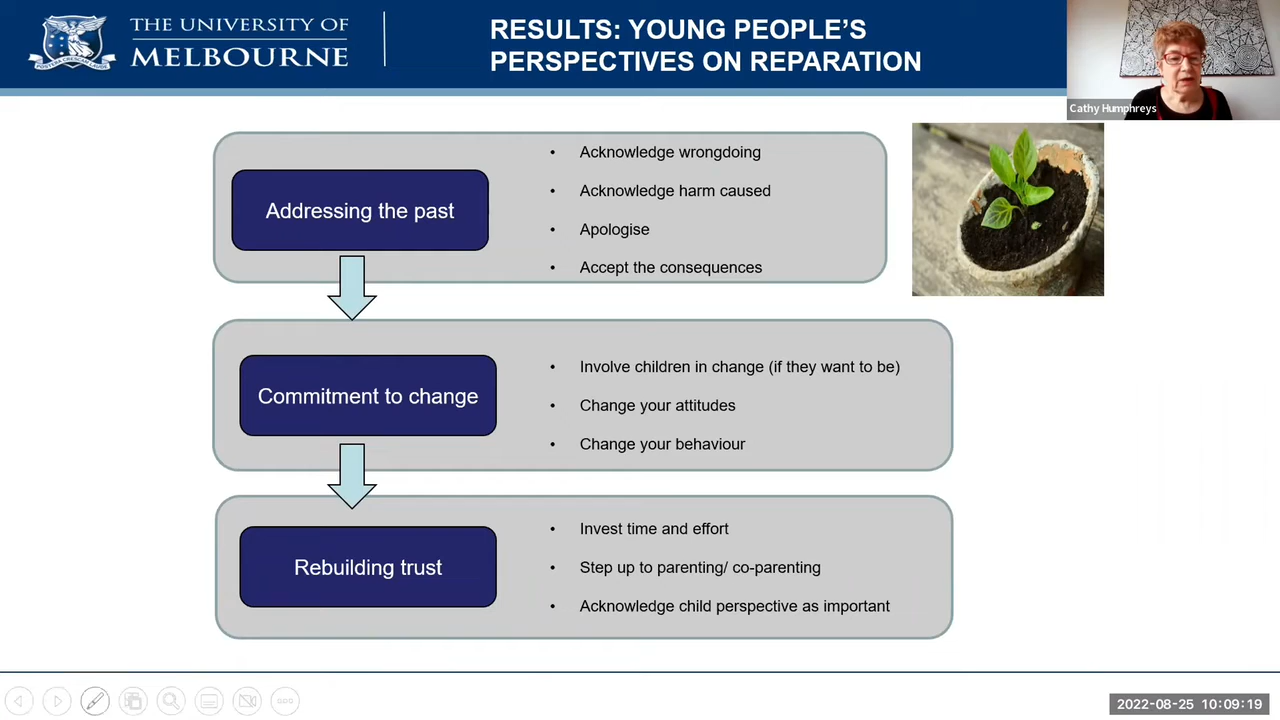 THE UNIVERSITY OF
MELBOURNE
RESULTS: YOUNG PEOPLE'S
PERSPECTIVES ON REPARATION
Cathy Humphreys
Addressing the past
• Acknowledge wrongdoing
• Acknowledge harm caused
• Apologise
• Accept the consequences
Commitment to change
• Involve children in change (if they want to be)
• Change your attitudes
• Change your behaviour
Rebuilding trust
• Invest time and effort
• Step up to parenting/ co-parenting
• Acknowledge child perspective as important
2022-08-25 10:09:19